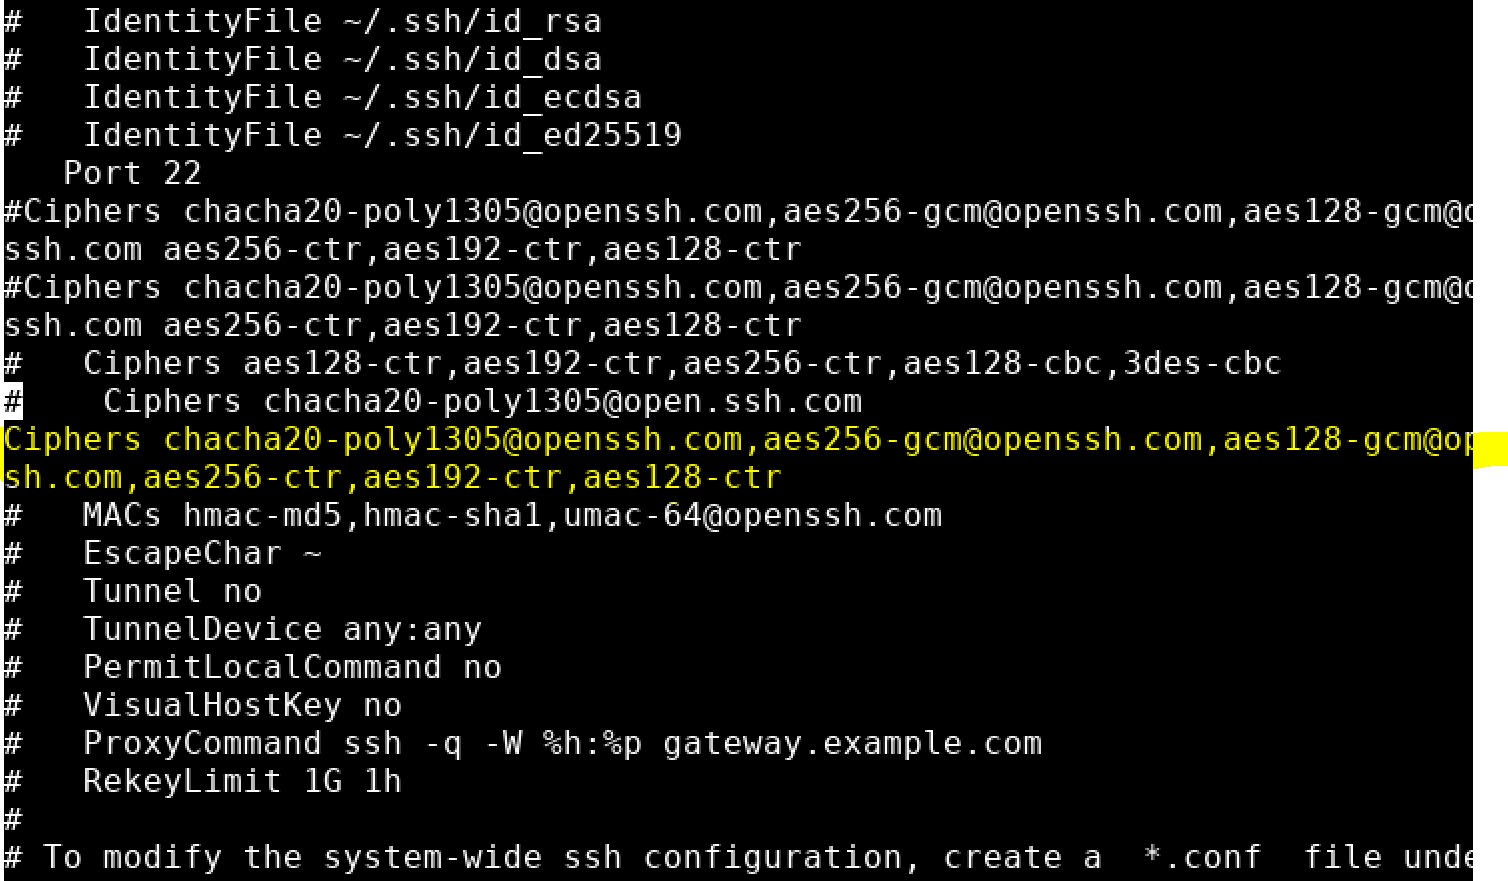 #   IdentityFile ~/.ssh/id_rsa
#   IdentityFile ~/.ssh/id_dsa
#   IdentityFile ~/.ssh/id_ecdsa
#   IdentityFile ~/.ssh/id_ed25519
   Port 22
#Ciphers chacha20-poly1305@openssh.com,aes256-gcm@openssh.com,aes128-gcm@o
ssh.com aes256-ctr,aes192-ctr,aes128-ctr
#Ciphers chacha20-poly1305@openssh.com,aes256-gcm@openssh.com,aes128-gcm@o
ssh.com aes256-ctr,aes192-ctr,aes128-ctr
#   Ciphers aes128-ctr,aes192-ctr,aes256-ctr,aes128-cbc,3des-cbc
#    Ciphers chacha20-poly1305@open.ssh.com
Ciphers chacha20-poly1305@openssh.com,aes256-gcm@openssh.com,aes128-gcm@op
sh.com,aes256-ctr,aes192-ctr,aes128-ctr
#   MACs hmac-md5,hmac-sha1,umac-64@openssh.com
#   EscapeChar ~
#   Tunnel no
#   TunnelDevice any:any
#   PermitLocalCommand no
#   VisualHostKey no
#   ProxyCommand ssh -q -W %h:%p gateway.example.com
#   RekeyLimit 1G 1h
#
# To modify the system-wide ssh configuration, create a  *.conf  file unde